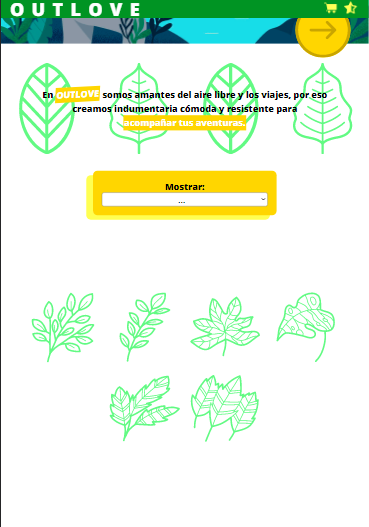 OUTLOVE
En OUTLOVE somos amantes del aire libre y los viajes, por eso
creamos indumentaria cómoda y resistente para
acompañar tus aventuras.
Mostrar:
...